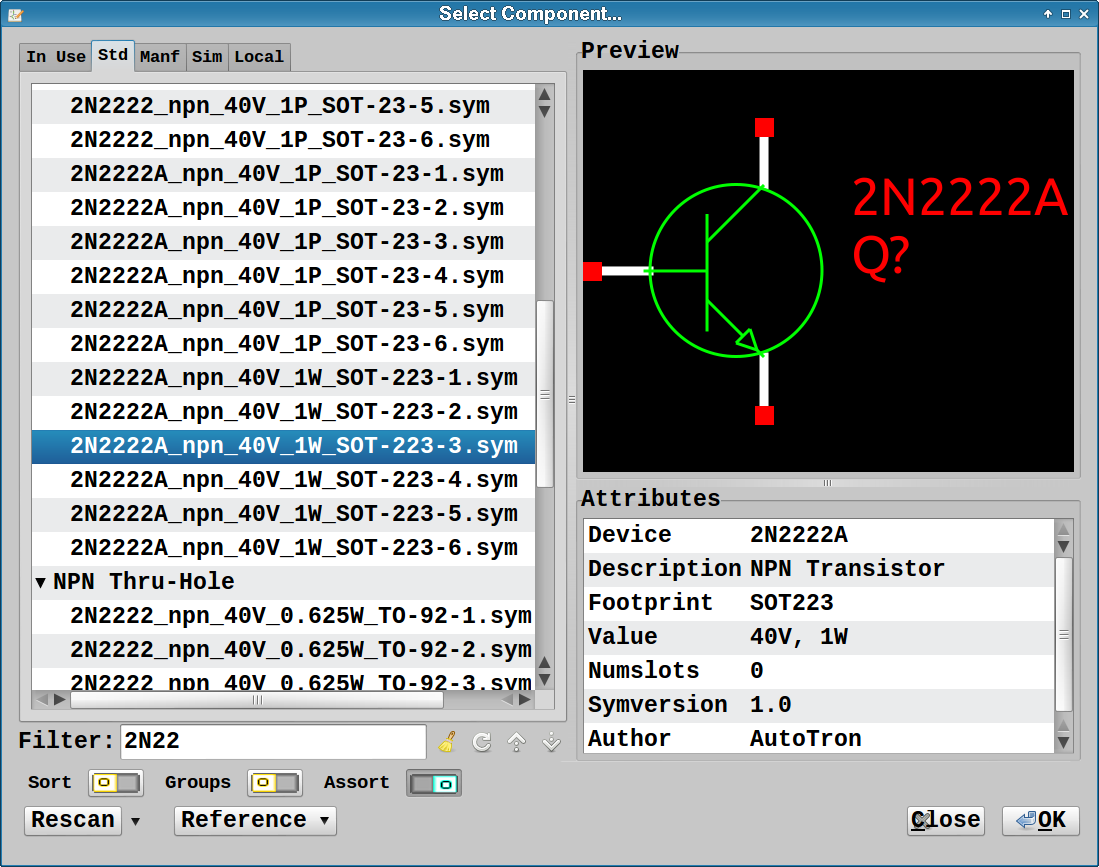 Select Component...
In Use Std Manf Sim Local
2N2222_npn_40V_1P_SOT-23-5.sym
2N2222_npn_40V_1P_SOT-23-6.sym
2N2222A_npn_40V_1P_SOT-23-1.sym
2N2222A_npn_40V_1P_SOT-23-2.sym
2N2222A_npn_40V_1P_SOT-23-3.sym
2N2222A_npn_40V_1P_SOT-23-4.sym
2N2222A_npn_40V_1P_SOT-23-5.sym
2N2222A_npn_40V_1P_SOT-23-6.sym
2N2222A_npn_40V_1W_SOT-223-1.sym
2N2222A_npn_40V_1W_SOT-223-2.sym
2N2222A_npn_40V_1W_SOT-223-3.sym
2N2222A_npn_40V_1W_SOT-223-4.sym
2N2222A_npn_40V_1W_SOT-223-5.sym
2N2222A_npn_40V_1W_SOT-223-6.sym
NPN Thru-Hole
2N2222_npn_40V_0.625W_TO-92-1.sym
2N2222_npn_40V_0.625W_TO-92-2.sym
2N2222_npn_40V_0.625W_TO-92-3.sym
Filter: 2N22
Sort Groups Assort
Rescan Reference
Preview
2N2222A
Q?
Attributes
Device 2N2222A
Description NPN Transistor
Footprint SOT223
Value 40V, 1W
Numslots 0
Symversion 1.0
Author AutoTron
Close OK